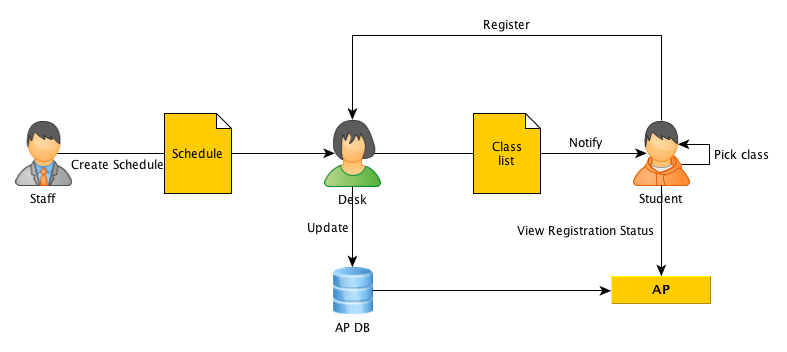 Register
Schedule
Class
list
Notify
Pick class
Create Schedule
Staff
Desk
Student
Update
View Registration Status
AP
AP DB